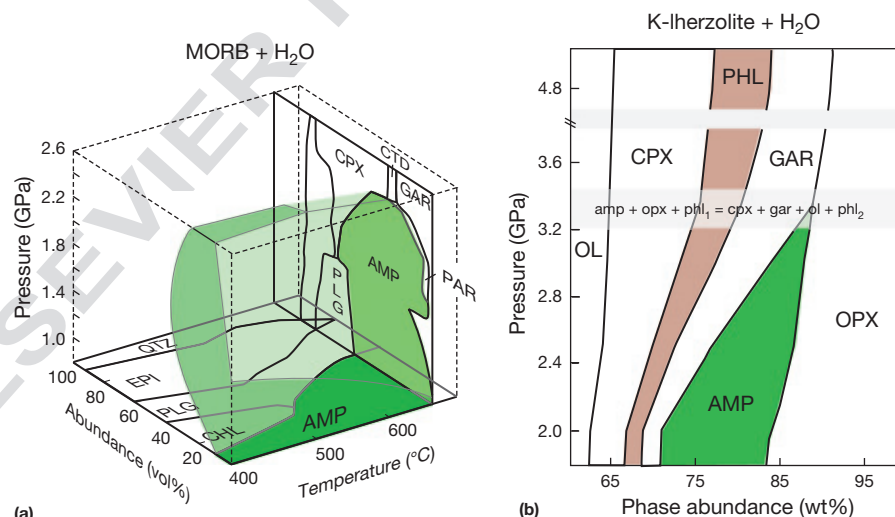 MORB + H₂O
Pressure (GPa)
2.6
2.2
1.8
1.4
1.0
CPX
CTD
GAR
AMP
PAR
PLG
QTZ
EPI
PLG
CHL
AMP
100
80
60
40
20
Abundance (vol%)
400
500
600
Temperature (°C)
(a)
ELSEVIER
K-lherzolite + H₂O
Pressure (GPa)
4.8
3.6
3.2
2.8
2.4
2.0
PHL
CPX
GAR
amp + opx + phl₁ = cpx + gar + ol + phl₂
OL
OPX
AMP
65
75
85
95
Phase abundance (wt%)
(b)